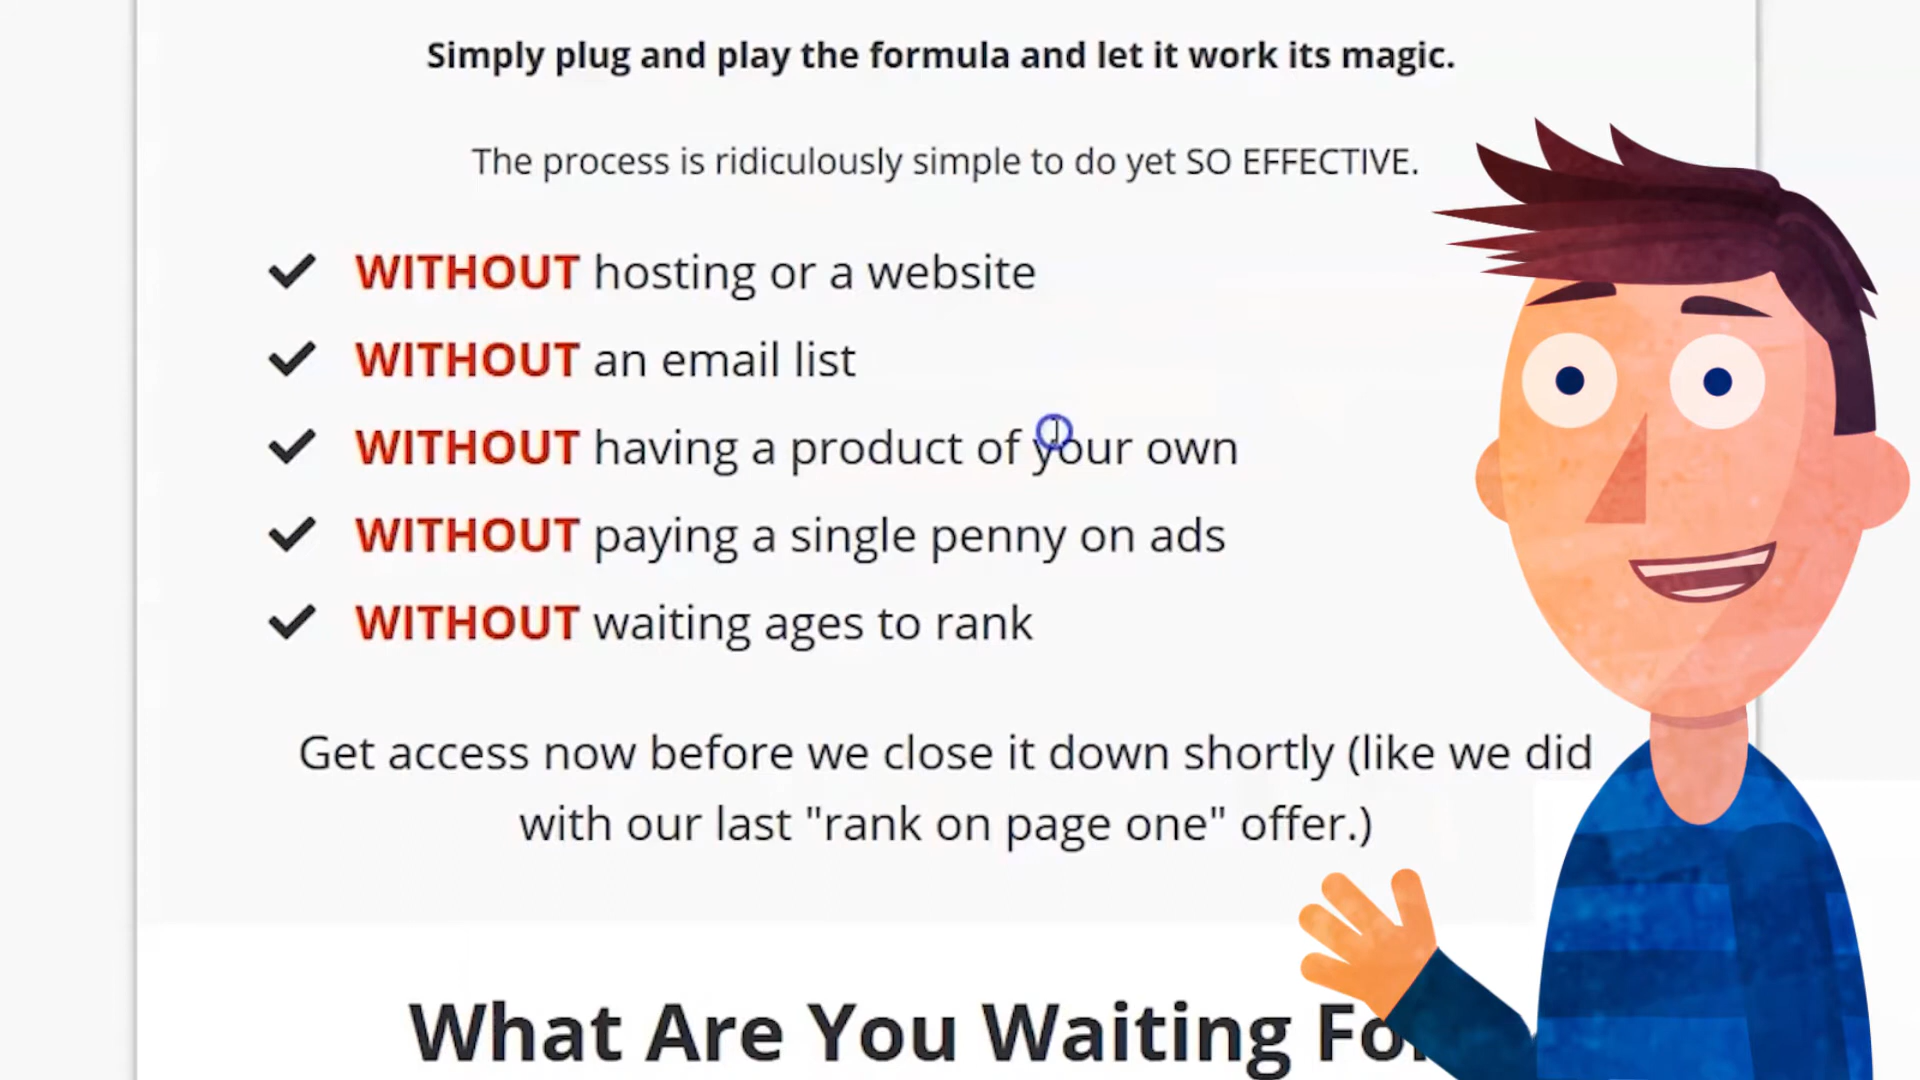 Simply plug and play the formula and let it work its magic.
The process is ridiculously simple to do yet SO EFFECTIVE.
WITHOUT hosting or a website
WITHOUT an email list
WITHOUT having a product of your own
WITHOUT paying a single penny on ads
WITHOUT waiting ages to rank
Get access now before we close it down shortly (like we did
with our last "rank on page one" offer.)
What Are You Waiting For